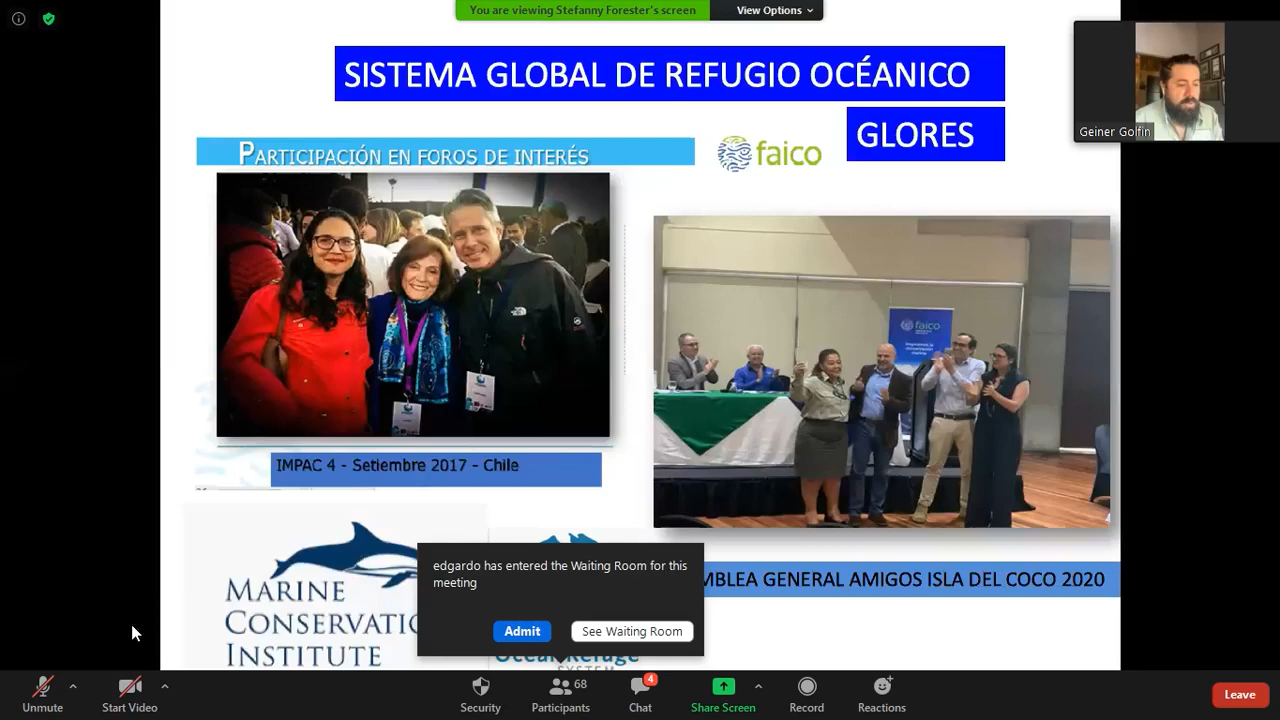 You are viewing Stefanny Forester's screen
View Options
SISTEMA GLOBAL DE REFUGIO OCÉANICO
GLORES
Geiner Golfin
PARTICIPACIÓN EN FOROS DE INTERÉS
faico
faico
IMPAC 4 - Setiembre 2017 - Chile
MBLEA GENERAL AMIGOS ISLA DEL COCO 2020
MARINE
CONSERVATIO
INSTITUTE
SYSTEM
edgardo has entered the Waiting Room for this
meeting
Admit
See Waiting Room
Unmute
Start Video
Security
68
Participants
4
Chat
Share Screen
Record
Reactions
Leave